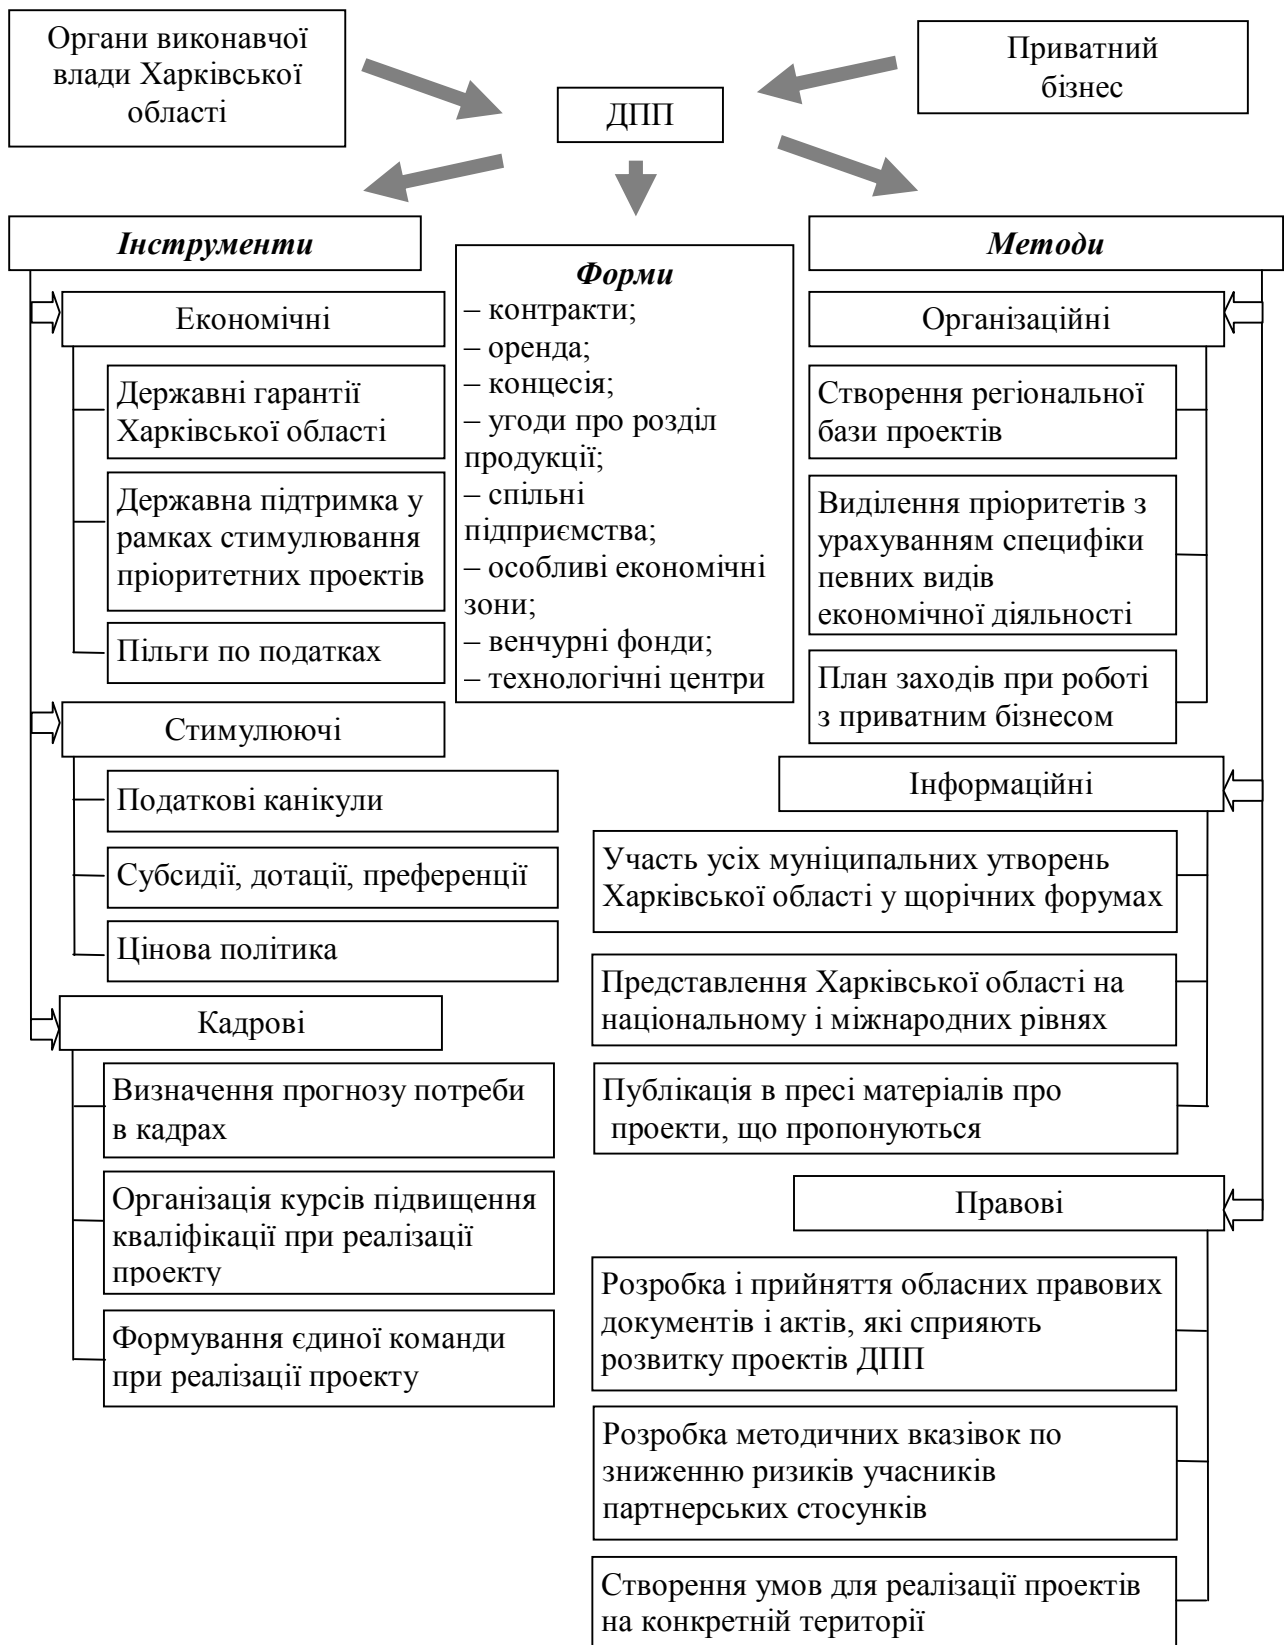 Органи виконавчої
влади Харківської
області
Приватний
бізнес
ДПП
Інструменти
Економічні
Державні гарантії
Харківської області
Державна підтримка у
рамках стимулювання
пріоритетних проектів
Пільги по податках
Стимулюючі
Податкові канікули
Субсидії, дотації, преференції
Цінова політика
Кадрові
Визначення прогнозу потреби
в кадрах
Організація курсів підвищення
кваліфікації при реалізації
проекту
Формування єдиної команди
при реалізації проекту
Форми
– контракти;
– оренда;
– концесія;
– угоди про розділ
продукції;
– спільні
підприємства;
– особливі економічні
зони;
– венчурні фонди;
– технологічні центри
Методи
Організаційні
Створення регіональної
бази проектів
Виділення пріоритетів з
урахуванням специфіки
певних видів
економічної діяльності
План заходів при роботі
з приватним бізнесом
Інформаційні
Участь усіх муніципальних утворень
Харківської області у щорічних форумах
Представлення Харківської області на
національному і міжнародних рівнях
Публікація в пресі матеріалів про
проекти, що пропонуються
Правові
Розробка і прийняття обласних правових
документів і актів, які сприяють
розвитку проектів ДПП
Розробка методичних вказівок по
зниженню ризиків учасників
партнерських стосунків
Створення умов для реалізації проектів
на конкретній території